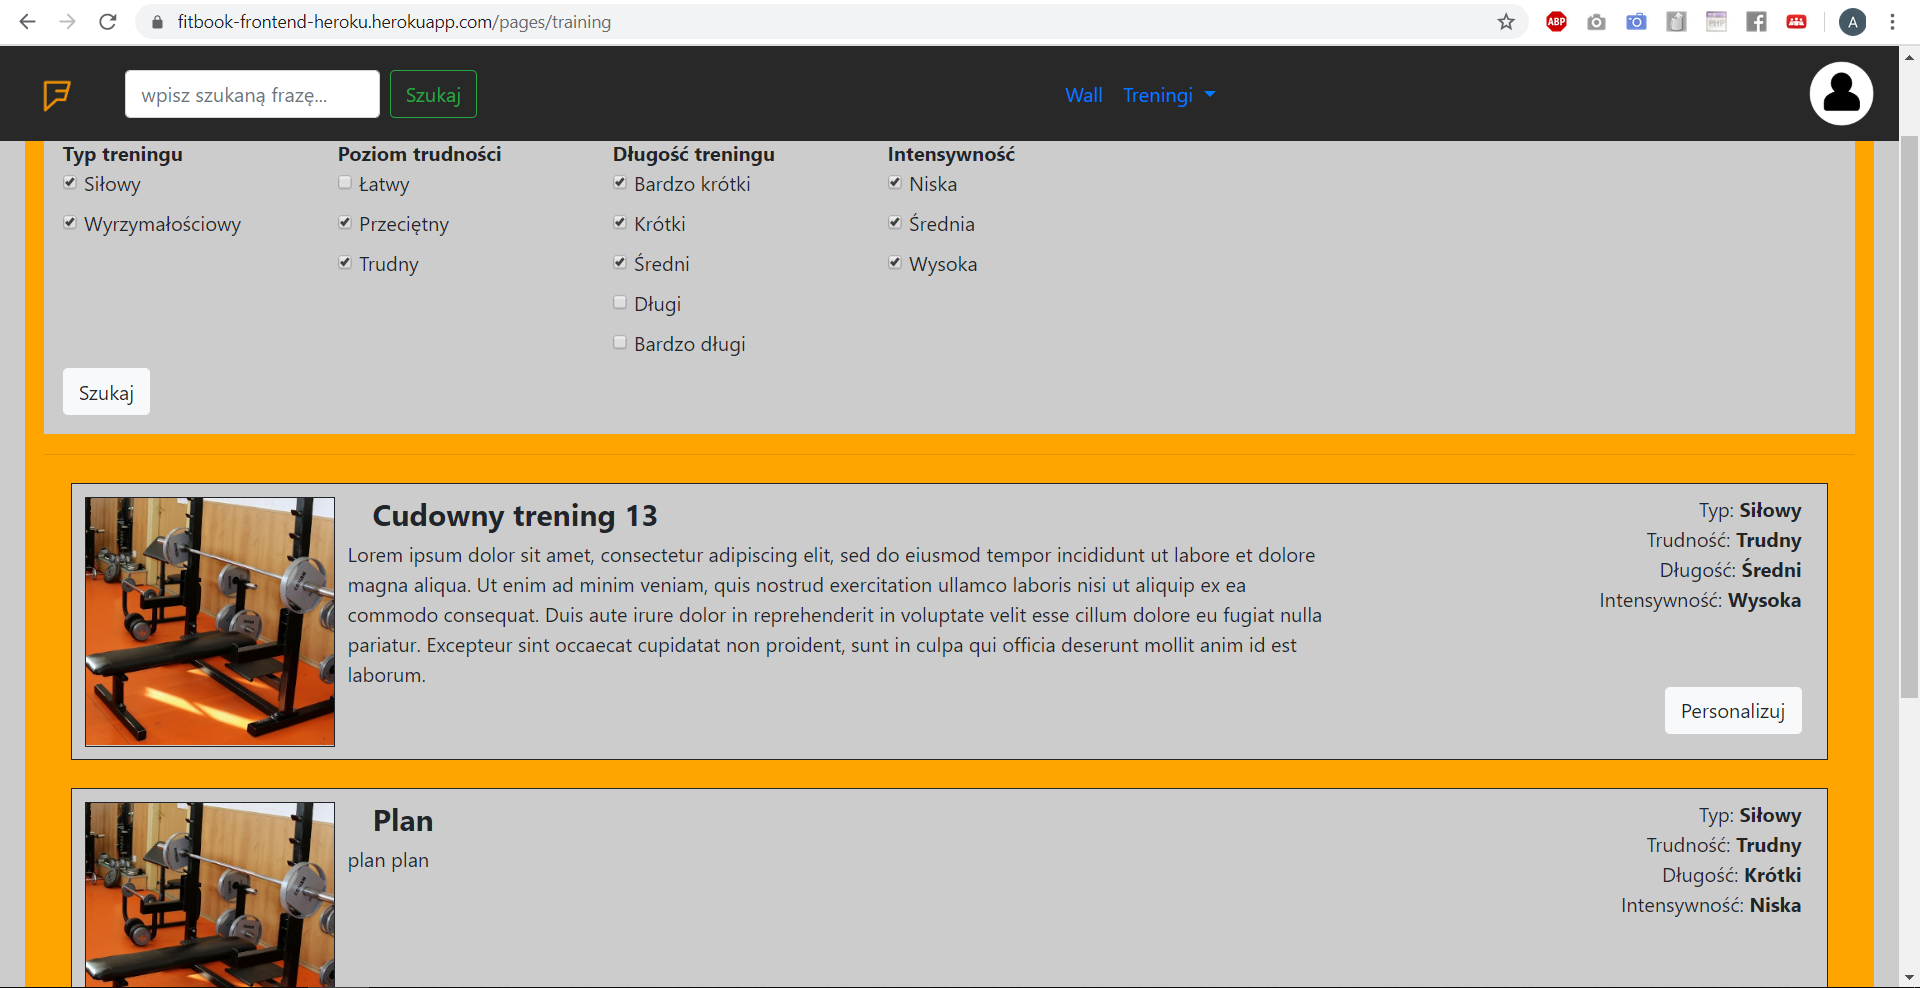 fitbook-frontend-heroku.herokuapp.com/pages/training
ABP
PHP
A
wpisz szukaną frazę...
Szukaj
Wall
Treningi
Typ treningu
Siłowy
Wyrzymałościowy
Poziom trudności
Łatwy
Przeciętny
Trudny
Długość treningu
Bardzo krótki
Krótki
Średni
Długi
Bardzo długi
Intensywność
Niska
Średnia
Wysoka
Szukaj
Cudowny trening 13
Lorem ipsum dolor sit amet, consectetur adipiscing elit, sed do eiusmod tempor incididunt ut labore et dolore
magna aliqua. Ut enim ad minim veniam, quis nostrud exercitation ullamco laboris nisi ut aliquip ex ea
commodo consequat. Duis aute irure dolor in reprehenderit in voluptate velit esse cillum dolore eu fugiat nulla
pariatur. Excepteur sint occaecat cupidatat non proident, sunt in culpa qui officia deserunt mollit anim id est
laborum.
Typ: Siłowy
Trudność: Trudny
Długość: Średni
Intensywność: Wysoka
Personalizuj
Plan
plan plan
Typ: Siłowy
Trudność: Trudny
Długość: Krótki
Intensywność: Niska